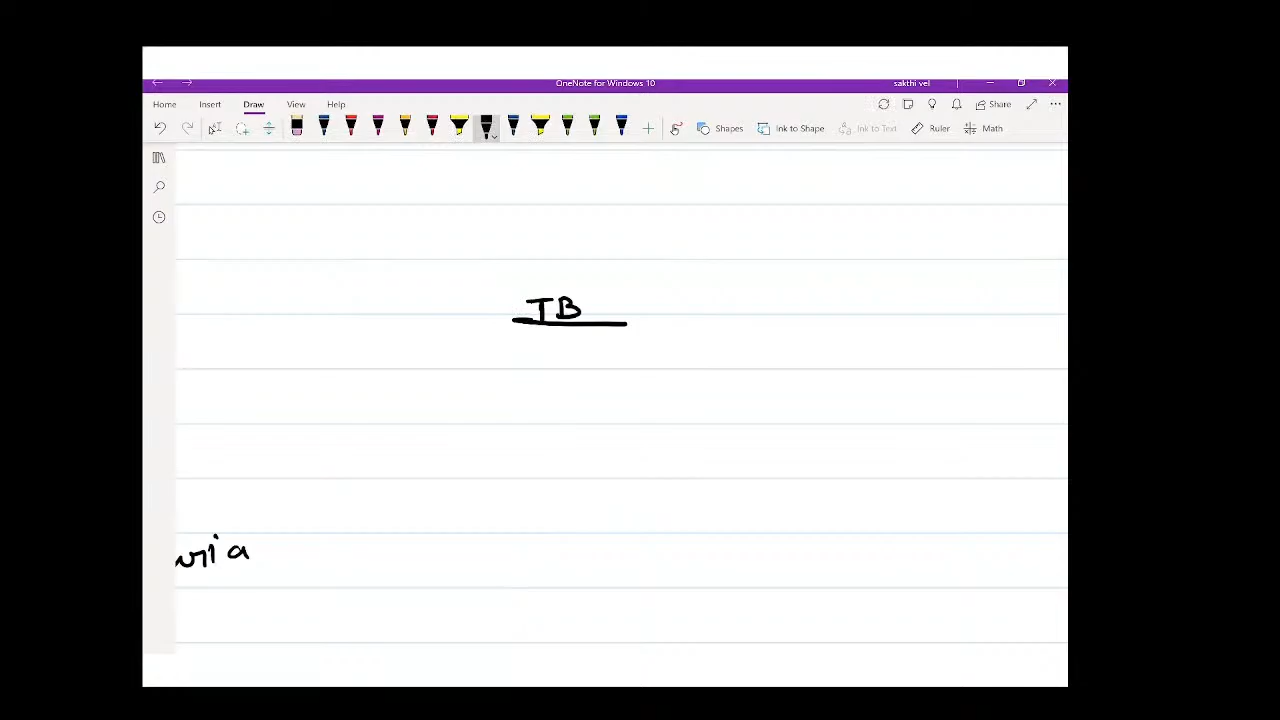 OneNote for Windows 10
sakthi vel
Home Insert Draw View Help
Share
Shapes Ink to Shape Ink to Text Ruler Math
TB